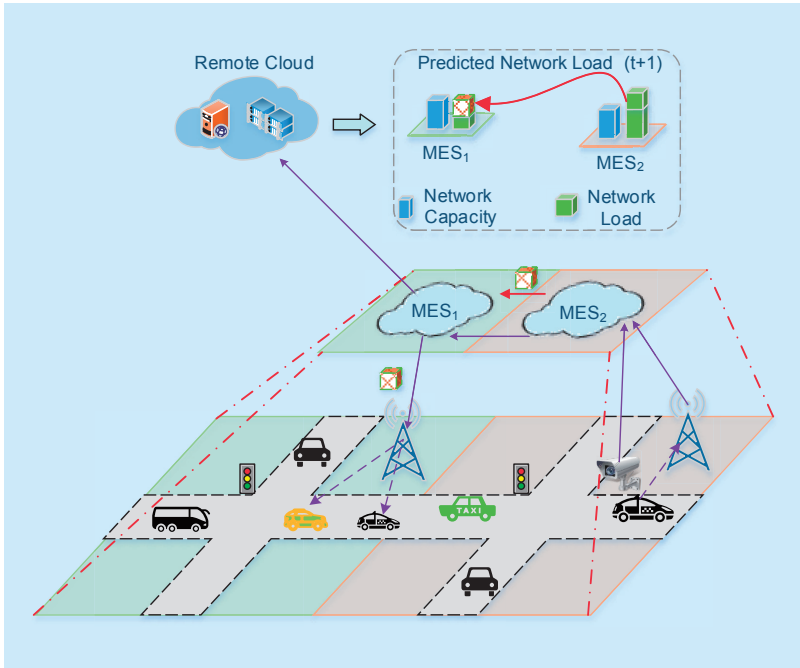 Remote Cloud
Predicted Network Load (t+1)
MES₁
MES₂
Network
Capacity
Network
Load
MES₁
MES₂
TAXI